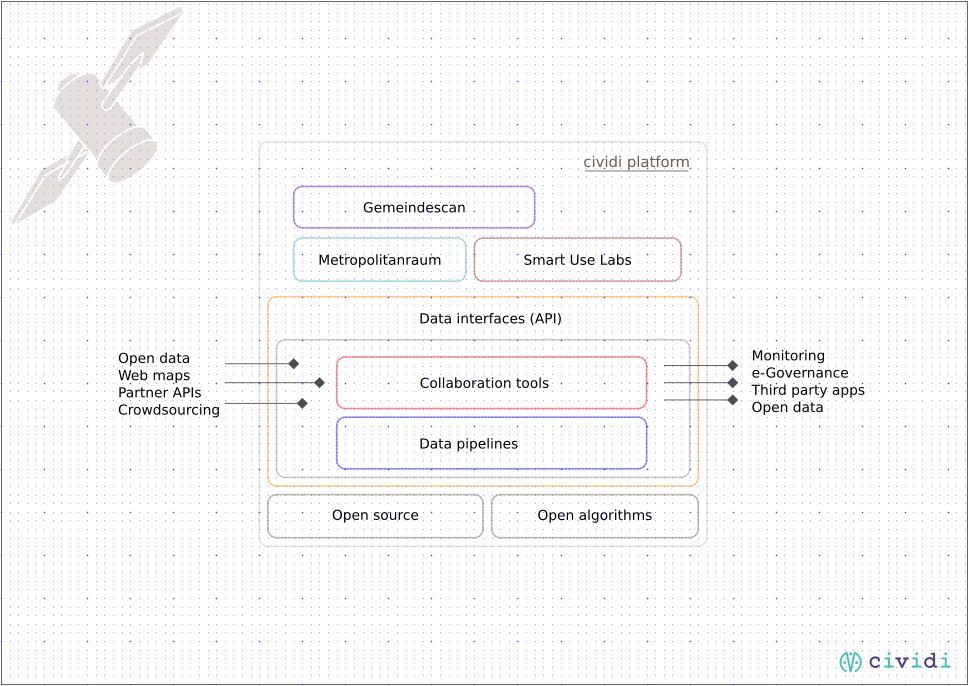 cividi platform
Gemeindescan
Metropolitanraum
Smart Use Labs
Data interfaces (API)
Open data
Web maps
Partner APIs
Crowdsourcing
Collaboration tools
Data pipelines
Monitoring
e-Governance
Third party apps
Open data
Open source
Open algorithms
cividi